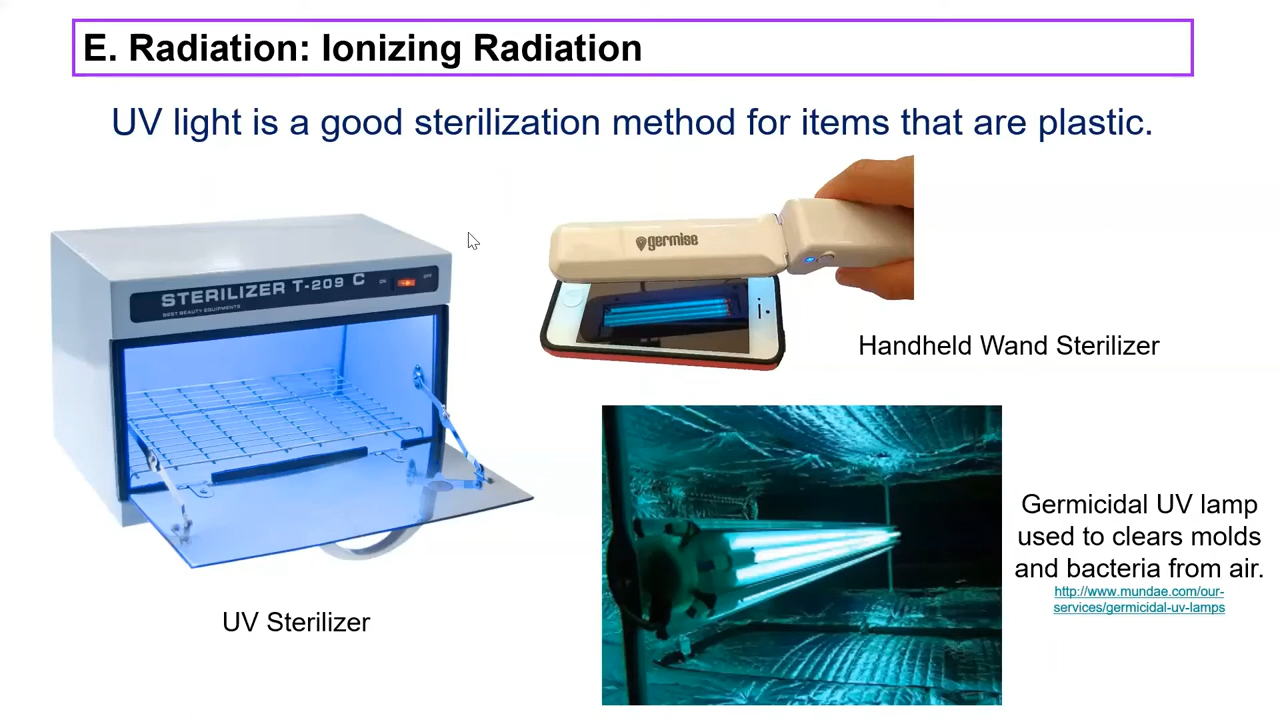 E. Radiation: Ionizing Radiation
UV light is a good sterilization method for items that are plastic.
STERILIZER T-209 C
BEST BEAUTY EQUIPMENTS
ON
OFF
germise
Handheld Wand Sterilizer
Germicidal UV lamp
used to clears molds
and bacteria from air.
http://www.mundae.com/our-
services/germicidal-uv-lamps
UV Sterilizer